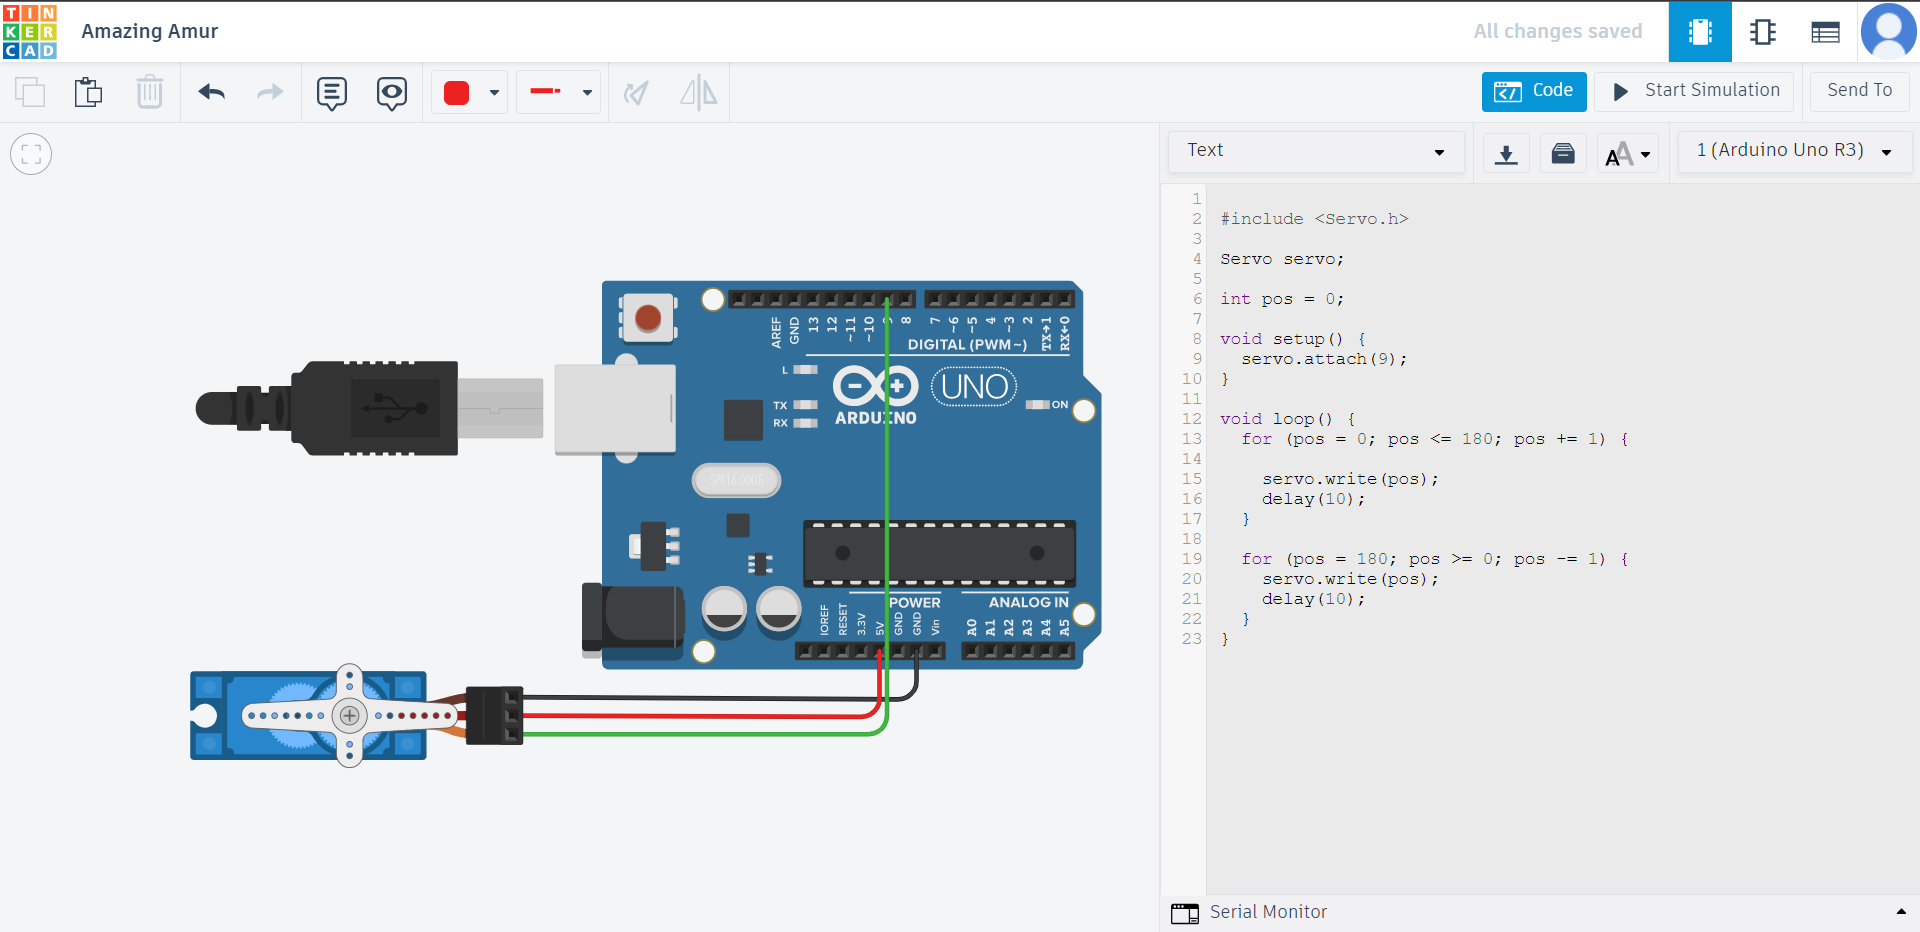 TIN
KER
CAD
Amazing Amur
All changes saved
Code
Start Simulation
Send To
Text
AA
1 (Arduino Uno R3)
AREF
GND
13
12
~11
~10
9
8
7
~6
~5
4
~3
2
TX→1
RX←0
DIGITAL (PWM~)
L
TX
RX
ARDUINO
UNO
ON
POWER
ANALOG IN
IOREF
RESET
3.3V
5V
GND
GND
Vin
A0
A1
A2
A3
A4
A5
1
2 #include <Servo.h>
3
4 Servo servo;
5
6 int pos = 0;
7
8 void setup() {
9 servo.attach(9);
10 }
11
12 void loop() {
13 for (pos = 0; pos <= 180; pos += 1) {
14
15 servo.write(pos);
16 delay(10);
17 }
18
19 for (pos = 180; pos >= 0; pos -= 1) {
20 servo.write(pos);
21 delay(10);
22 }
23 }
Serial Monitor